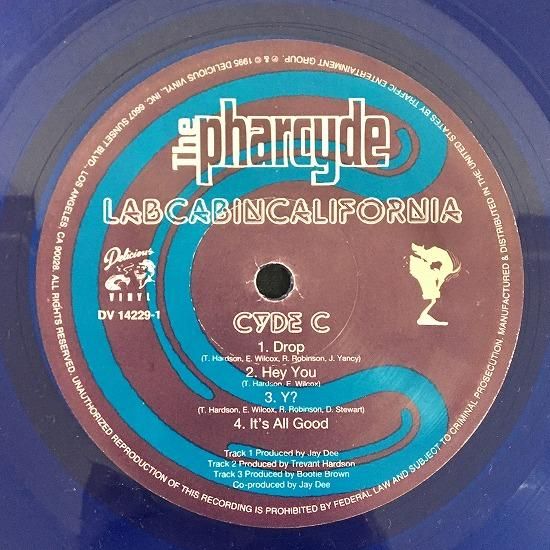 The pharcyde
LABCABINCALIFORNIA
Delicious
VINYL
DV 14229-1
CYDE C
1. Drop
(T. Hardson, E. Wilcox, R. Robinson, J. Yancy)
2. Hey You
(T. Hardson, E. Wilcox)
3. Y?
(T. Hardson, E. Wilcox, R. Robinson, D. Stewart)
4. It's All Good
Track 1 Produced by Jay Dee
Track 2 Produced by Trevant Hardson
Track 3 Produced by Bootie Brown
Co-produced by Jay Dee
℗ & © 1995 DELICIOUS VINYL, INC. 6607 SUNSET BLVD., LOS ANGELES, CA 90028. ALL RIGHTS RESERVED. UNAUTHORIZED REPRODUCTION OF THIS RECORDING IS PROHIBITED BY FEDERAL LAW AND SUBJECT TO CRIMINAL PROSECUTION. MANUFACTURED & DISTRIBUTED IN THE UNITED STATES BY TRAFFIC ENTERTAINMENT GROUP.